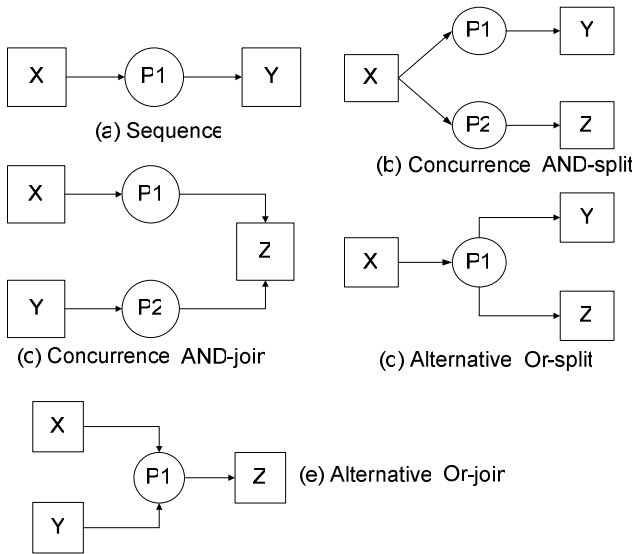 X P1 Y
(a) Sequence
P1 Y
X
P2 Z
(b) Concurrence AND-split
X P1
Z
Y P2
(c) Concurrence AND-join
Y
X P1
Z
(c) Alternative Or-split
X
P1 Z
Y
(e) Alternative Or-join